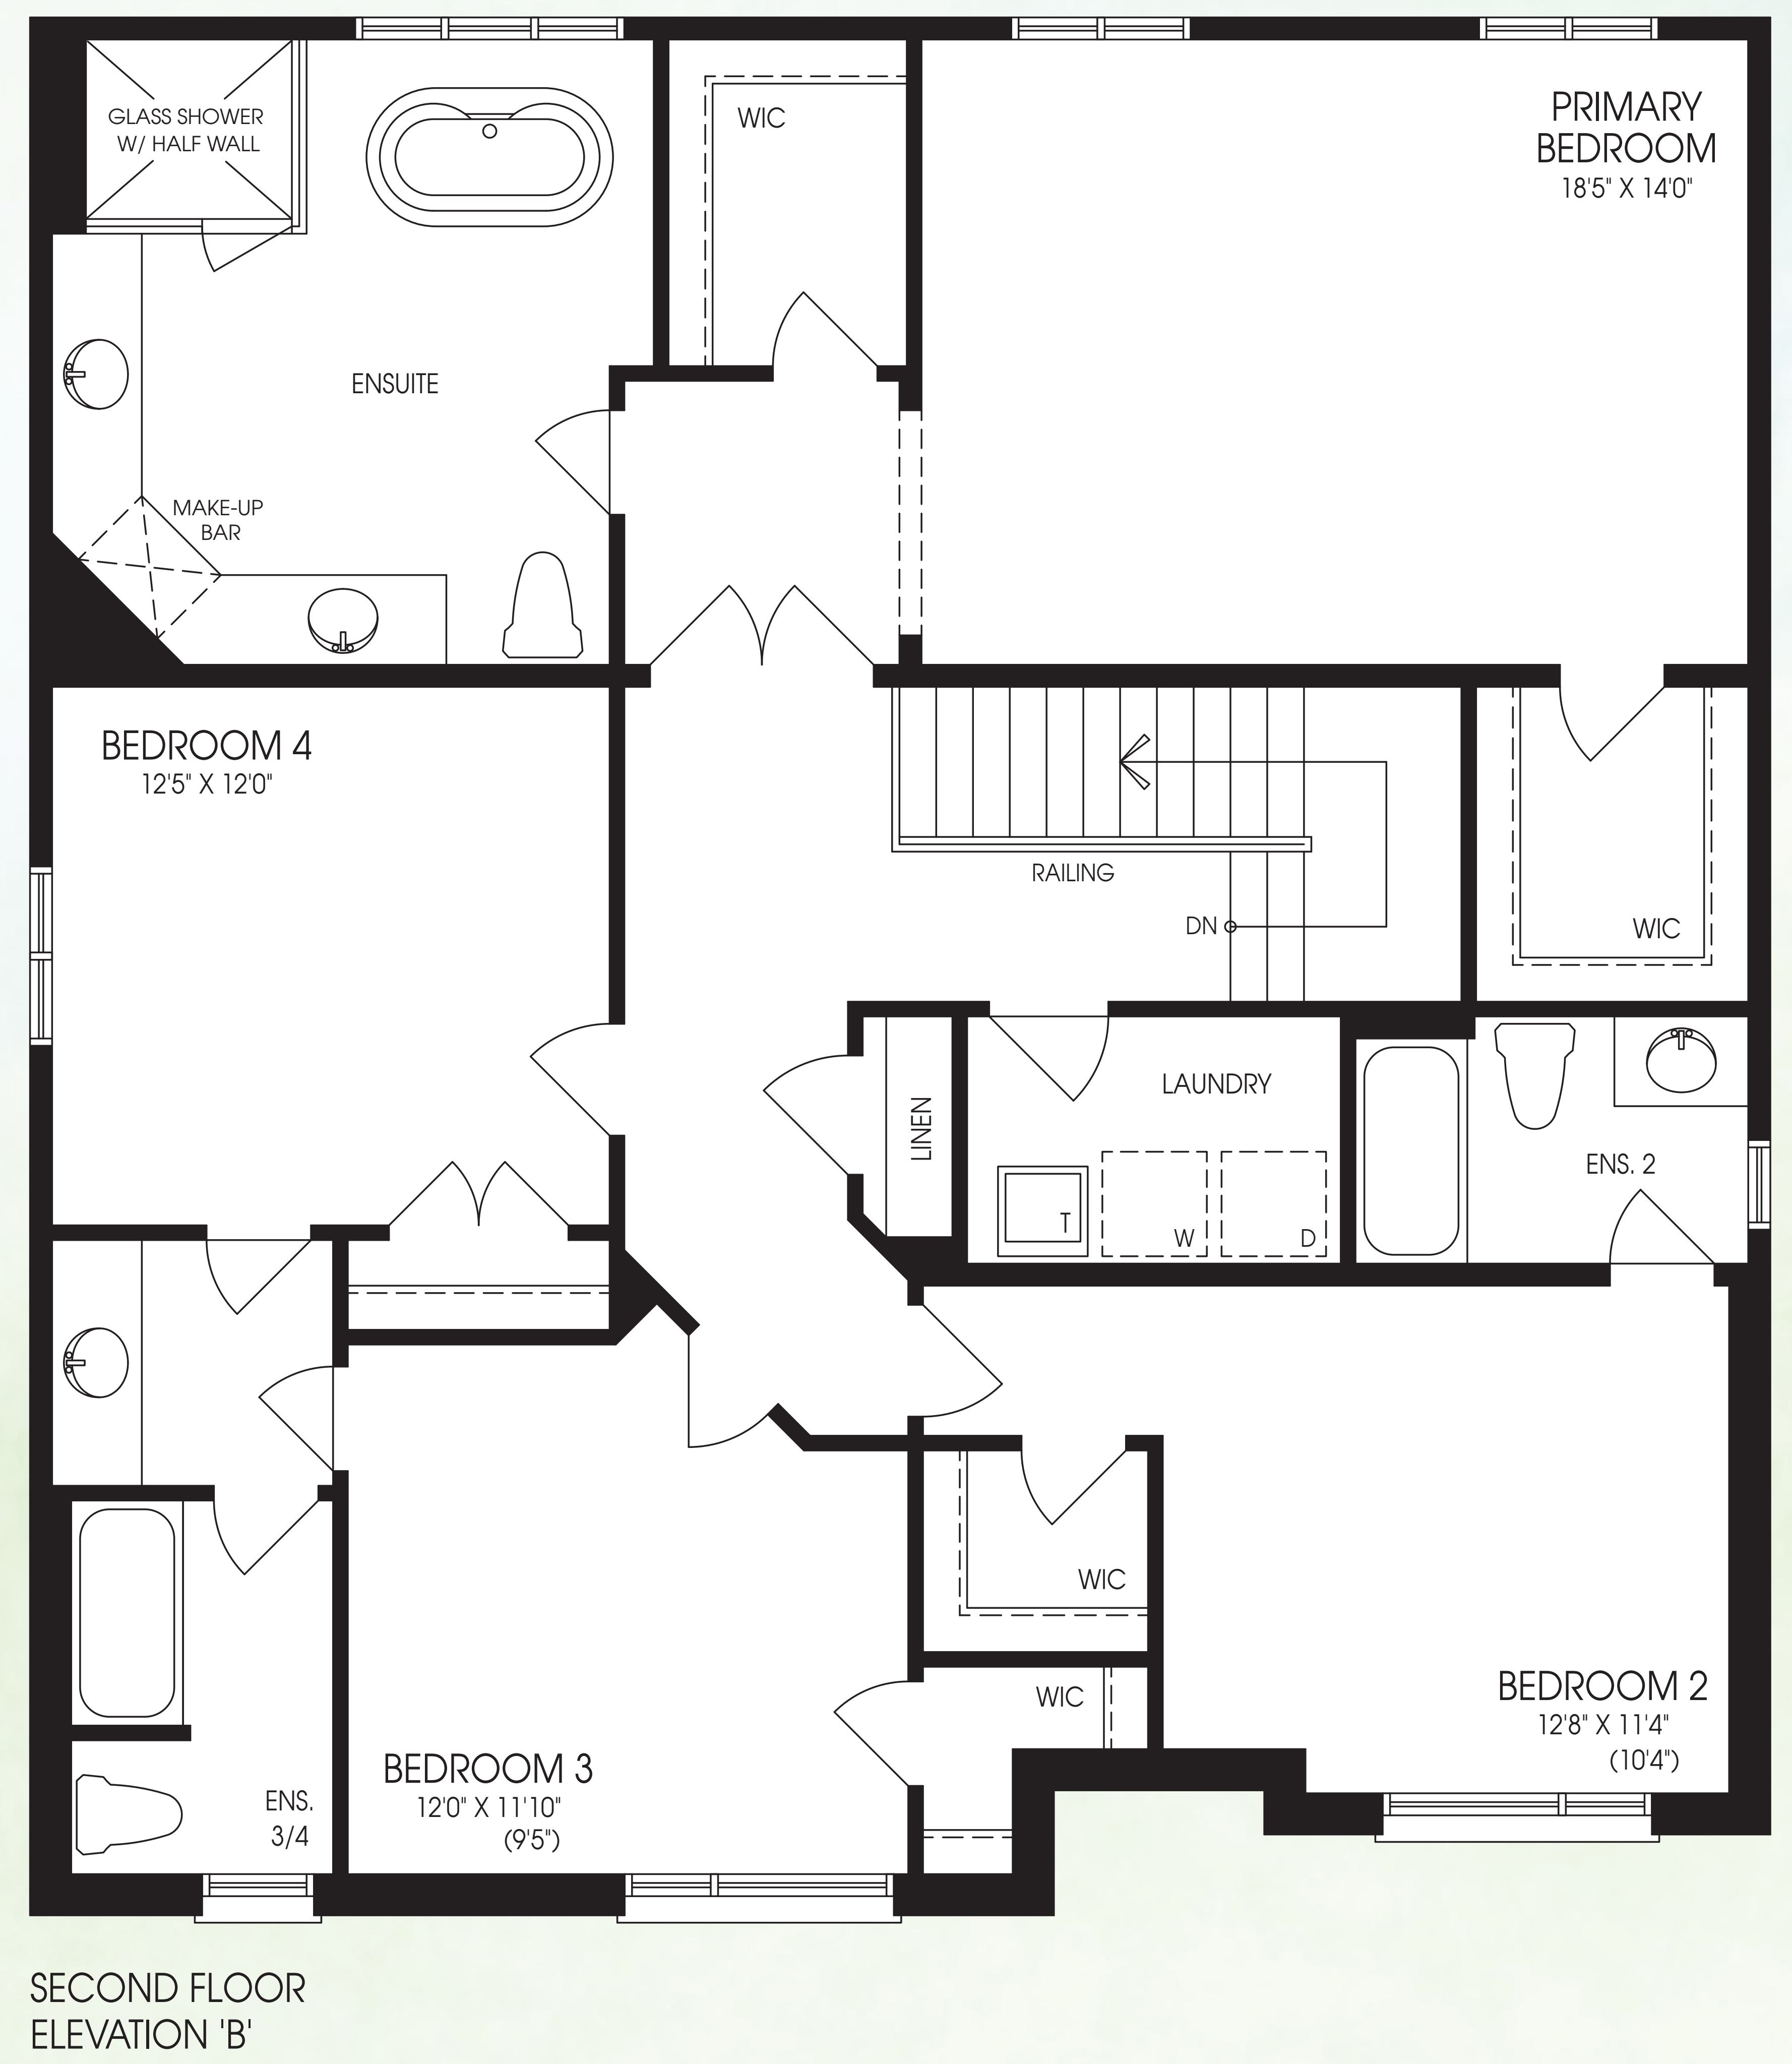 GLASS SHOWER
W/ HALF WALL
WIC
PRIMARY
BEDROOM
18'5" X 14'0"
ENSUITE
MAKE-UP
BAR
BEDROOM 4
12'5" X 12'0"
RAILING
DN
WIC
LINEN
LAUNDRY
T
W
D
ENS. 2
WIC
WIC
BEDROOM 2
12'8" X 11'4"
(10'4")
BEDROOM 3
12'0" X 11'10"
(9'5")
ENS.
3/4
SECOND FLOOR
ELEVATION 'B'